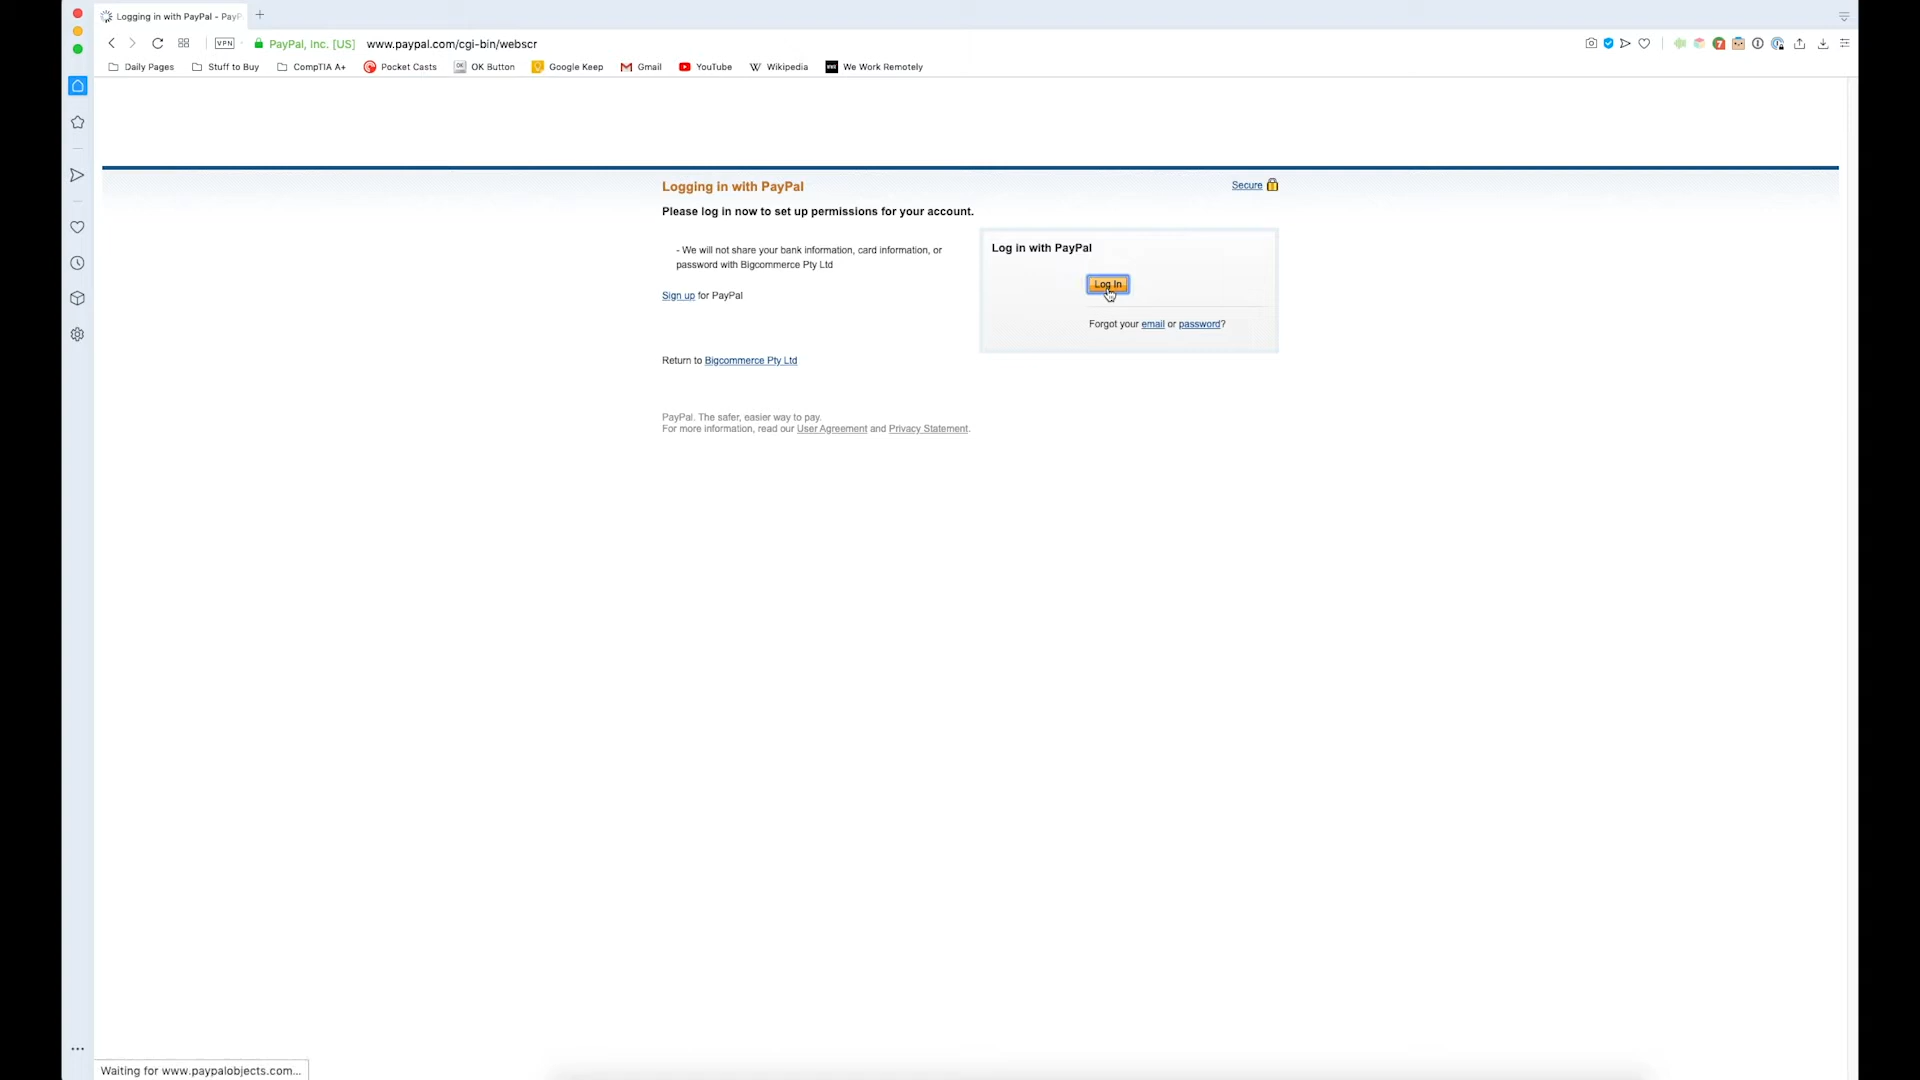 Logging in with PayPal - PayP
VPN
PayPal, Inc. [US]
www.paypal.com/cgi-bin/webscr
Daily Pages
Stuff to Buy
CompTIA A+
Pocket Casts
OK Button
Google Keep
Gmail
YouTube
Wikipedia
We Work Remotely
Logging in with PayPal
Secure
Please log in now to set up permissions for your account.
- We will not share your bank information, card information, or
password with Bigcommerce Pty Ltd
Sign up for PayPal
Log in with PayPal
Log In
Forgot your email or password?
Return to Bigcommerce Pty Ltd
PayPal. The safer, easier way to pay.
For more information, read our User Agreement and Privacy Statement.
Waiting for www.paypalobjects.com...